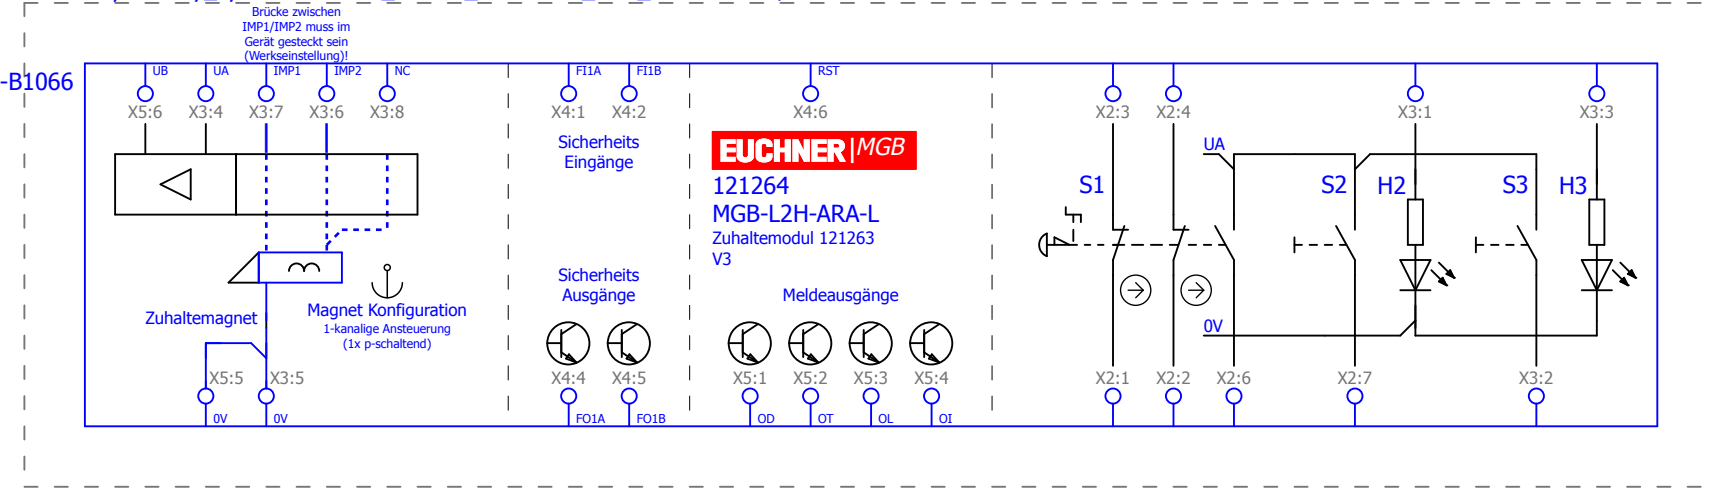 Brücke zwischen
IMP1/IMP2 muss im
Gerät gesteckt sein
(Werkseinstellung)!
-B1066
UB UA IMP1 IMP2 NC FI1A FI1B RST
X5:6 X3:4 X3:7 X3:6 X3:8 X4:1 X4:2 X4:6 X2:3 X2:4 X3:1 X3:3
Sicherheits
Eingänge
EUCHNER|MGB
121264
MGB-L2H-ARA-L
Zuhaltemodul 121263
V3
UA
S1 S2 H2 S3 H3
Sicherheits
Ausgänge
Meldeausgänge
Zuhaltemagnet
Magnet Konfiguration
1-kanalige Ansteuerung
(1x p-schaltend)
0V
X5:5 X3:5 X4:4 X4:5 X5:1 X5:2 X5:3 X5:4 X2:1 X2:2 X2:6 X2:7 X3:2
0V 0V FO1A FO1B OD OT OL OI